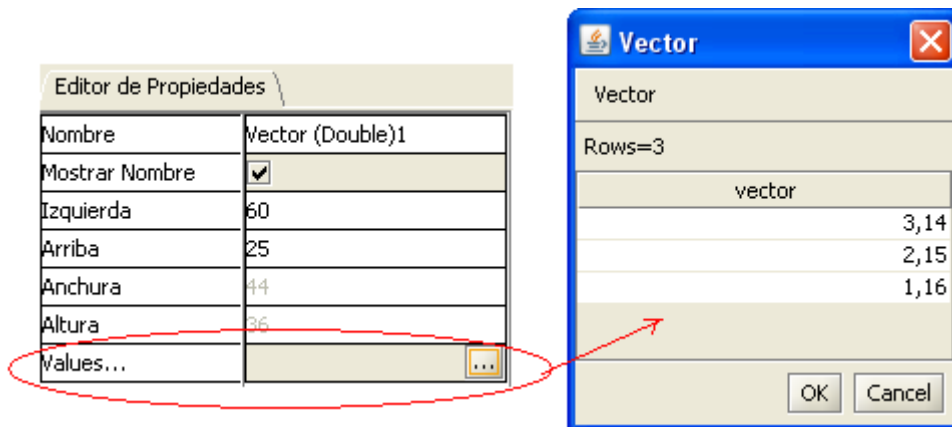 Editor de Propiedades
Nombre Vector (Double)1
Mostrar Nombre
Izquierda 60
Arriba 25
Anchura 44
Altura 36
Values... ...
Vector
Vector
Rows=3
vector
3,14
2,15
1,16
OK Cancel